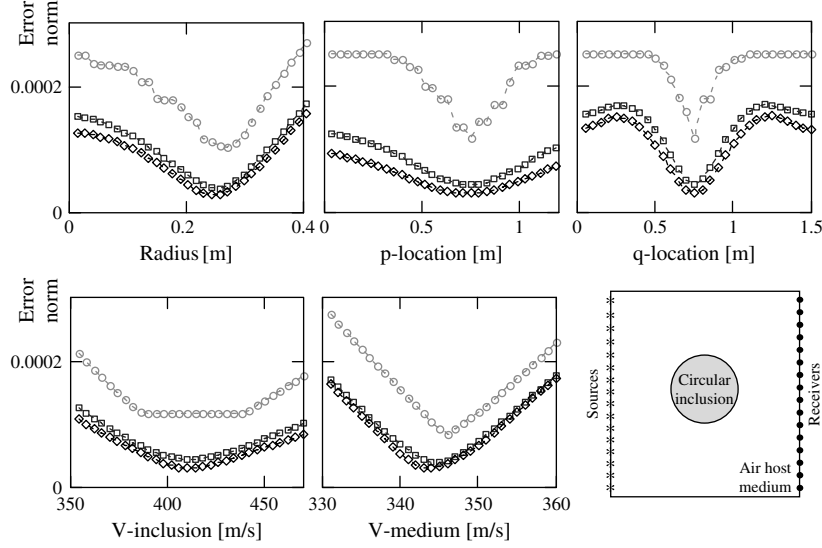 Error
norm
0.0002
0
0 0.2 0.4
Radius [m]
0 0.5 1
p-location [m]
0 0.5 1 1.5
q-location [m]
Error
norm
0.0002
0
350 400 450
V-inclusion [m/s]
330 340 350 360
V-medium [m/s]
Sources
Circular
inclusion
Air host
medium
Receivers